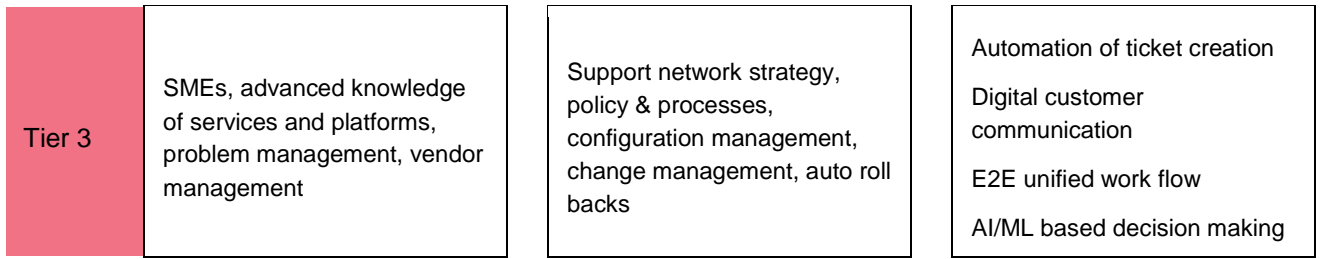 Tier 3
SMEs, advanced knowledge
of services and platforms,
problem management, vendor
management
Support network strategy,
policy & processes,
configuration management,
change management, auto roll
backs
Automation of ticket creation
Digital customer
communication
E2E unified work flow
AI/ML based decision making